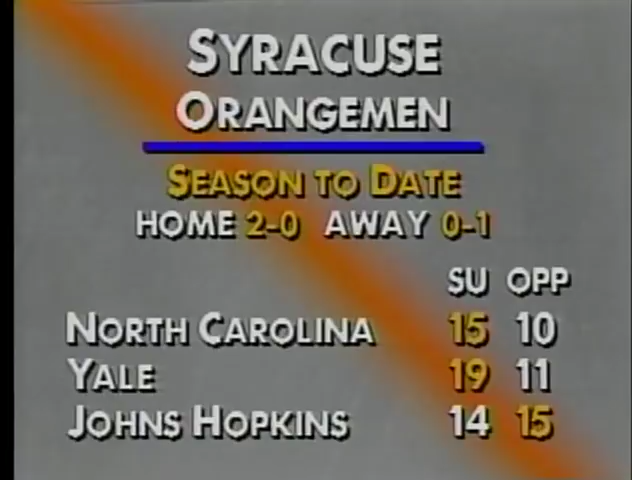 SYRACUSE
ORANGEMEN
SEASON TO DATE
HOME 2-0 AWAY 0-1
SU OPP
NORTH CAROLINA 15 10
YALE 19 11
JOHNS HOPKINS 14 15